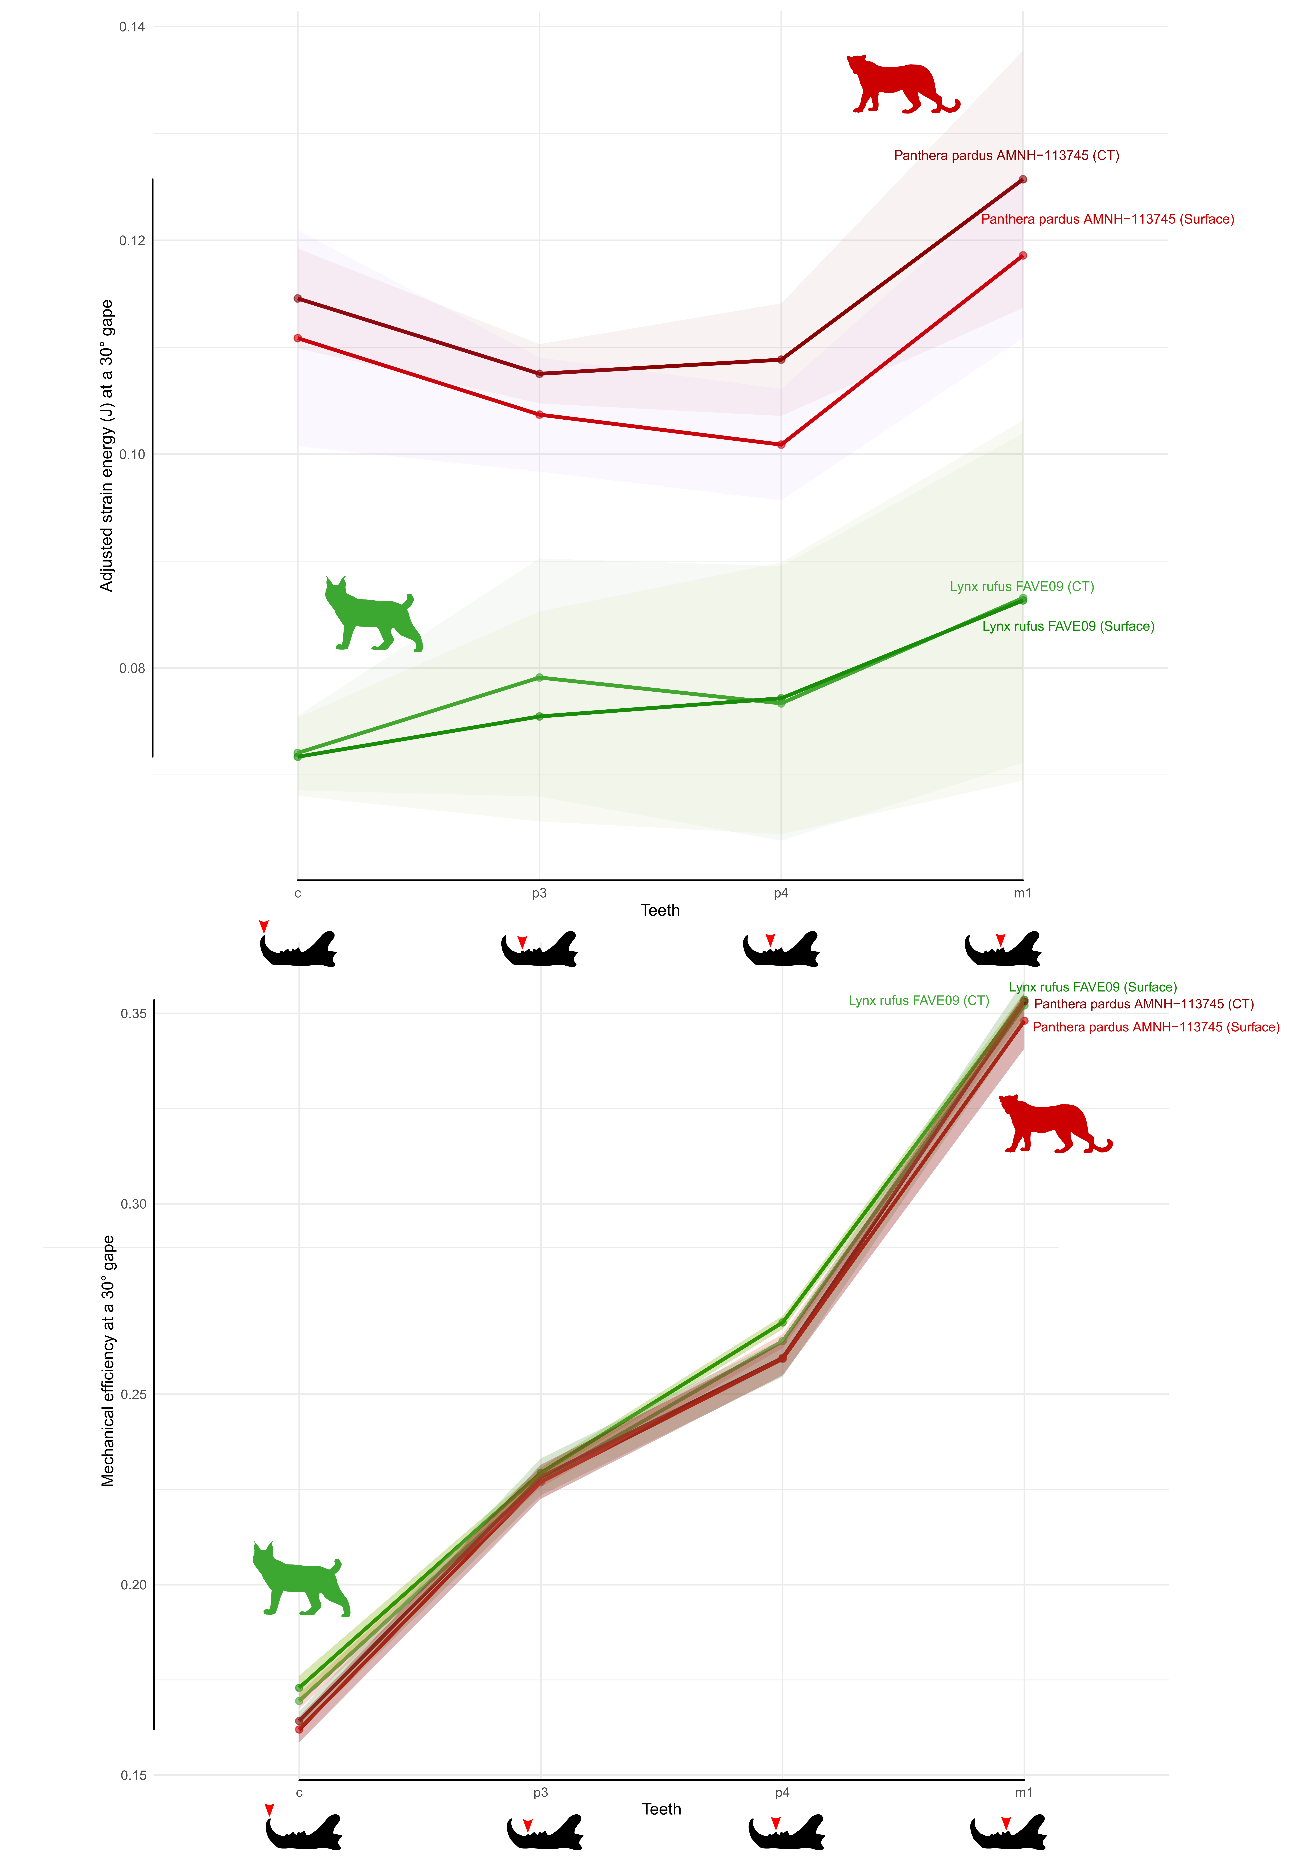 0.14
Panthera pardus AMNH−113745 (CT)
Panthera pardus AMNH−113745 (Surface)
0.12
0.10
0.08
Adjusted strain energy (J) at a 30° gape
Lynx rufus FAVE09 (CT)
Lynx rufus FAVE09 (Surface)
c
p3
p4
m1
Teeth
Lynx rufus FAVE09 (Surface)
Lynx rufus FAVE09 (CT)
Panthera pardus AMNH−113745 (CT)
Panthera pardus AMNH−113745 (Surface)
0.35
0.30
0.25
0.20
0.15
Mechanical efficiency at a 30° gape
c
p3
p4
m1
Teeth